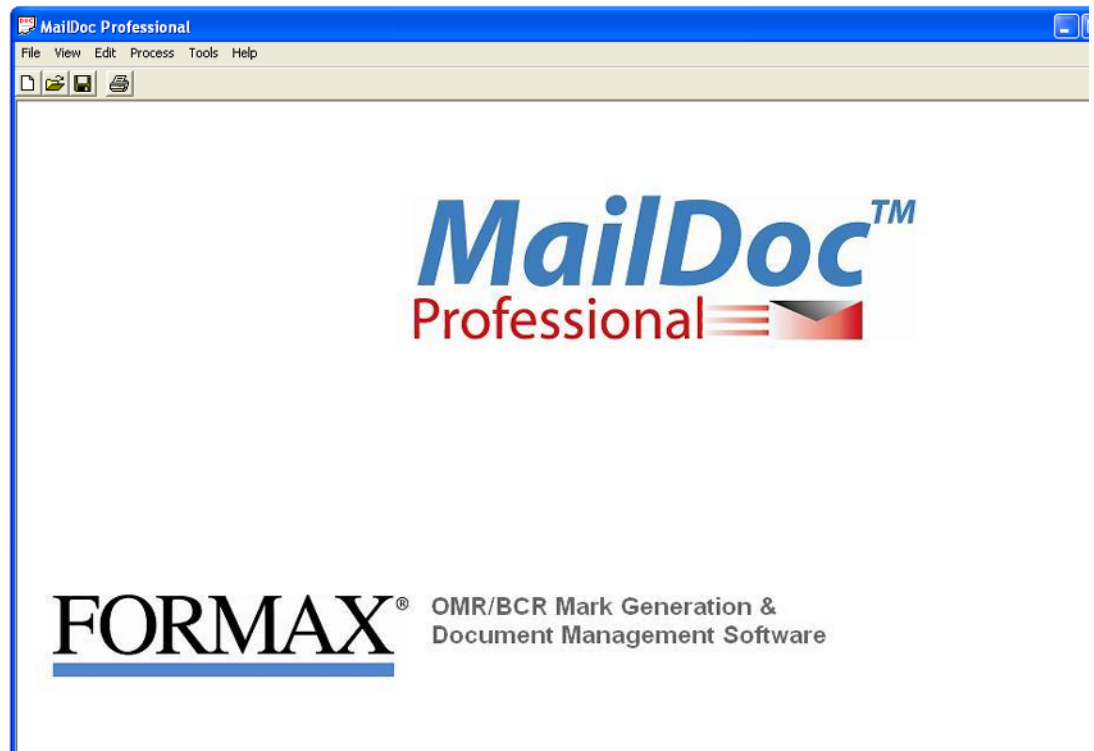 MailDoc Professional
File View Edit Process Tools Help
MailDoc™
Professional
FORMAX® OMR/BCR Mark Generation &
Document Management Software